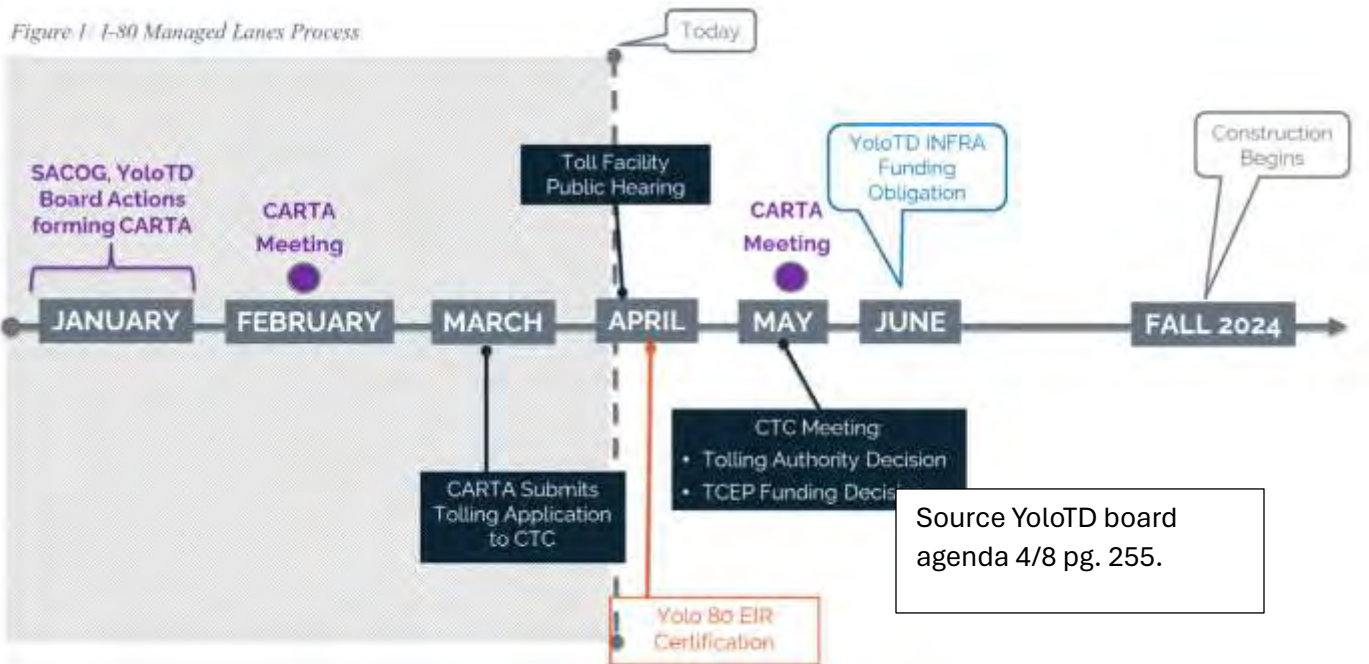 Figure 1/ I-80 Managed Lanes Process
Today
SACOG, YoloTD
Board Actions
forming CARTA
CARTA
Meeting
Toll Facility
Public Hearing
CARTA
Meeting
YoloTD INFRA
Funding
Obligation
Construction
Begins
JANUARY
FEBRUARY
MARCH
APRIL
MAY
JUNE
FALL 2024
CARTA Submits
Tolling Application
to CTC
CTC Meeting:
• Tolling Authority Decision
• TCEP Funding Decis
Source YoloTD board
agenda 4/8 pg. 255.
Yolo 80 EIR
Certification